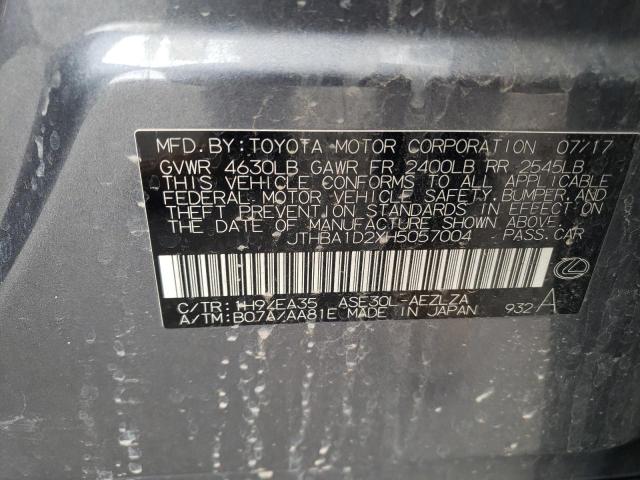 MFD. BY: TOYOTA MOTOR CORPORATION 07/17
GVWR 4630LB GAWR FR 2400LB RR 2545LB
THIS VEHICLE CONFORMS TO ALL APPLICABLE
FEDERAL MOTOR VEHICLE SAFETY, BUMPER, AND
THEFT PREVENTION STANDARDS IN EFFECT ON
THE DATE OF MANUFACTURE SHOWN ABOVE.
JTHBA1D2XH5057004 PASS. CAR
C/TR: 1H9/EA35 ASE30L-AEZLZA
A/TM: B07A/AA81E MADE IN JAPAN 932 A